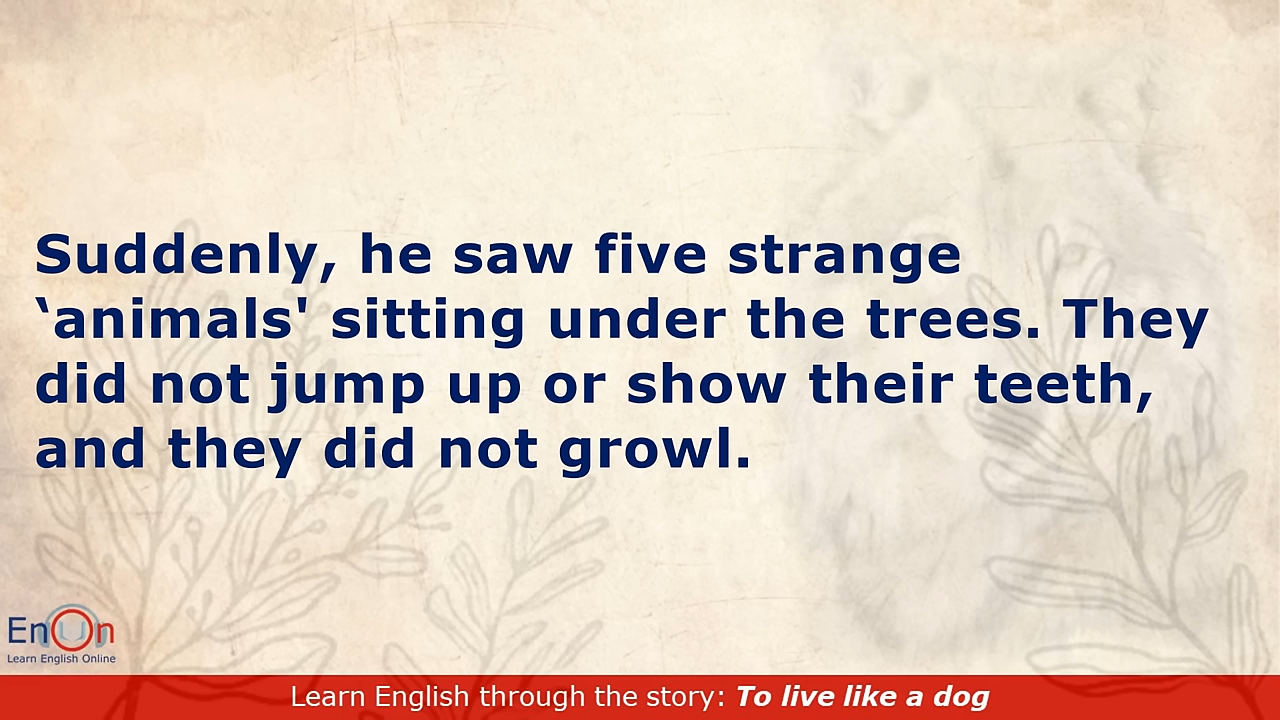 Suddenly, he saw five strange
‘animals' sitting under the trees. They
did not jump up or show their teeth,
and they did not growl.
EnOn
Learn English Online
Learn English through the story: To live like a dog